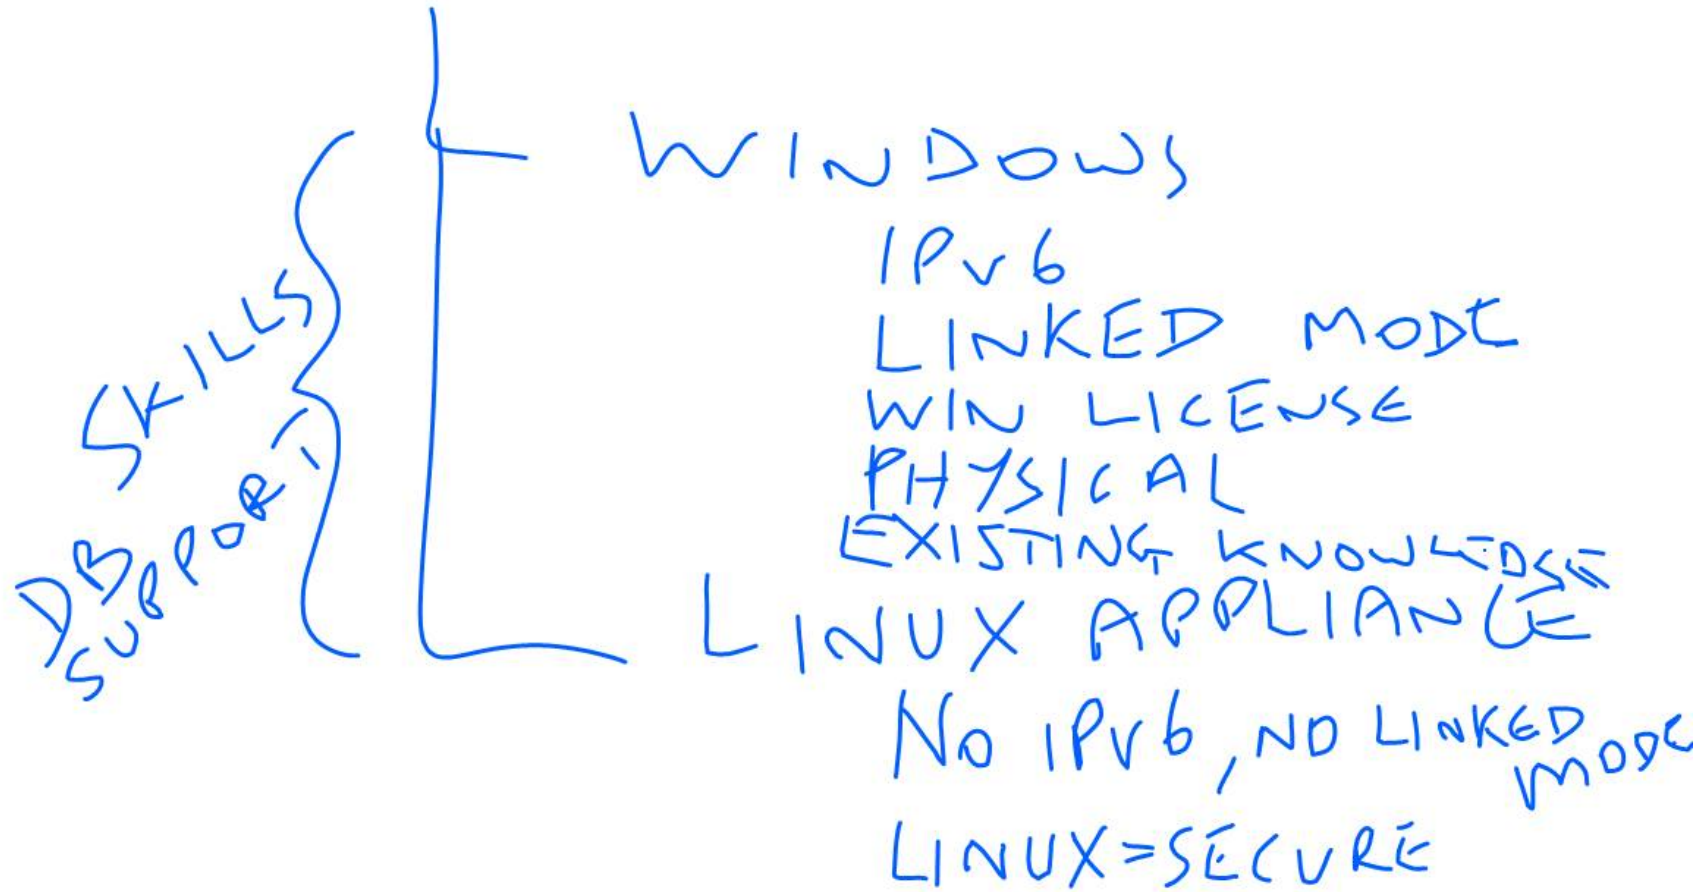 WINDOWS
IPv6
LINKED MODE
WIN LICENSE
PHYSICAL
EXISTING KNOWLEDGE
SKILLS
DB
SUPPORT
LINUX APPLIANCE
NO IPv6, NO LINKED
MODE
LINUX=SECURE